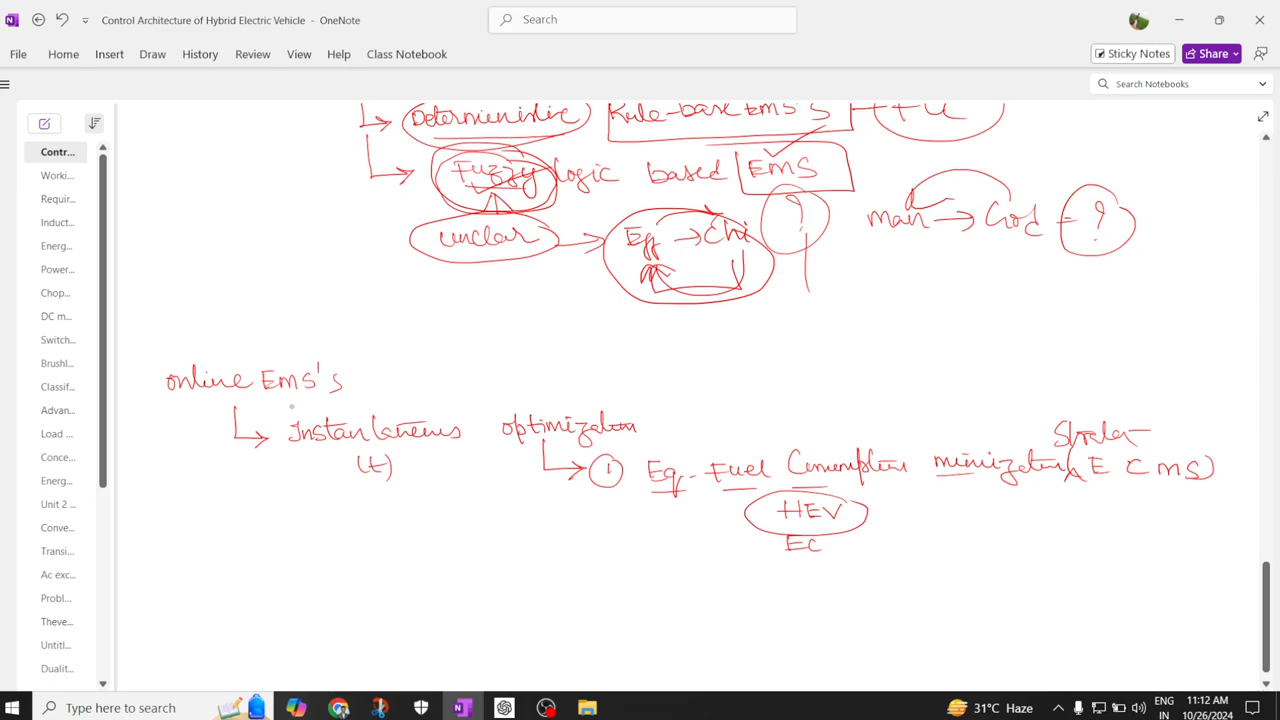 Control Architecture of Hybrid Electric Vehicle - OneNote
Search
File Home Insert Draw History Review View Help Class Notebook
Sticky Notes Share
Search Notebooks
Contr...
Worki...
Requir...
Induct...
Energ...
Power...
Chop...
DC m...
Switch...
Brushl...
Classif...
Advan...
Load ...
Conce...
Energ...
Unit 2 ...
Conve...
Transi...
Ac exc...
Probl...
Theve...
Untitl...
Dualit...
Deterministic Rule-base EMS's
Fuzzy logic based EMS ?
unclear → Egg → Chi
man → God - ?
online EMS's
Instantaneous optimization
(t)
Strater
① Eq. Fuel Consumption minimization E C M S)
HEV
EC
Type here to search
31°C Haze
ENG
IN
11:12 AM
10/26/2024